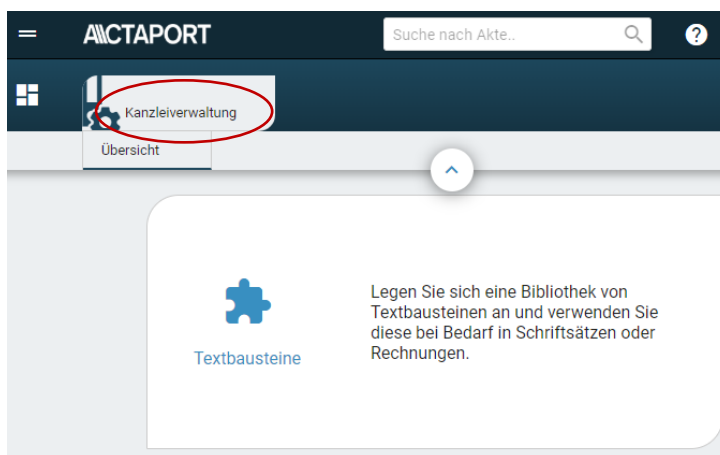 ACTAPORT
Suche nach Akte..
?
Kanzleiverwaltung
Übersicht
Textbausteine
Legen Sie sich eine Bibliothek von
Textbausteinen an und verwenden Sie
diese bei Bedarf in Schriftsätzen oder
Rechnungen.